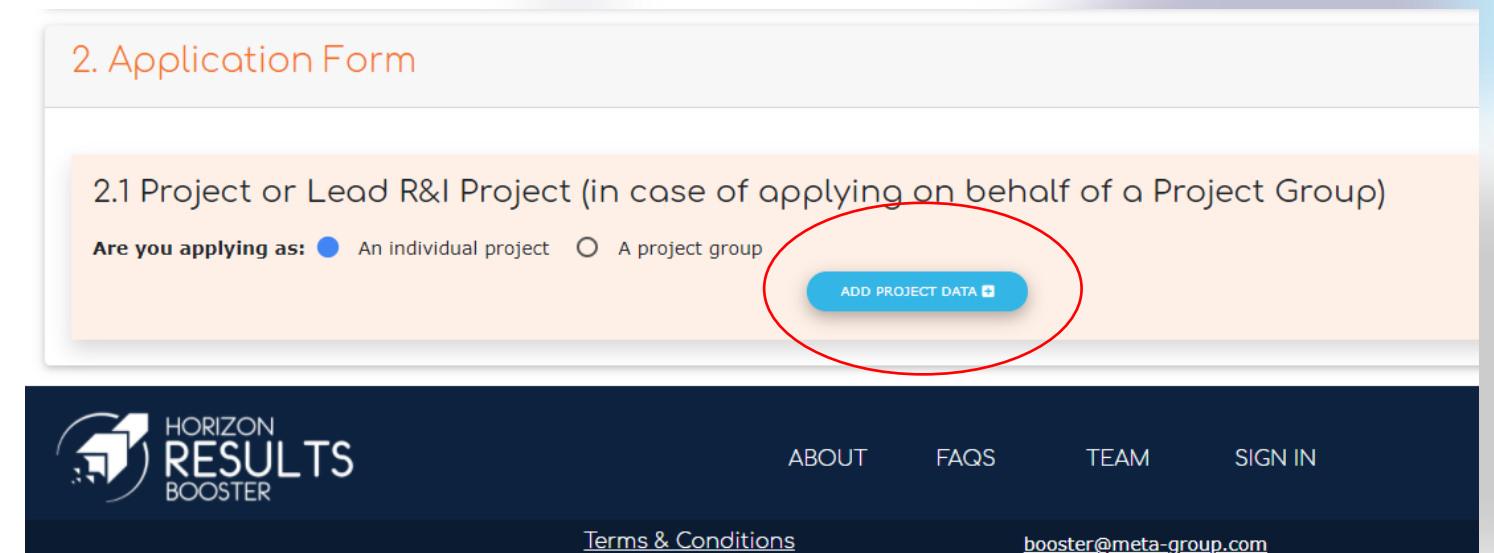 2. Application Form
2.1 Project or Lead R&I Project (in case of applying on behalf of a Project Group)
Are you applying as: An individual project A project group
ADD PROJECT DATA
HORIZON
RESULTS
BOOSTER
ABOUT FAQS TEAM SIGN IN
Terms & Conditions booster@meta-group.com